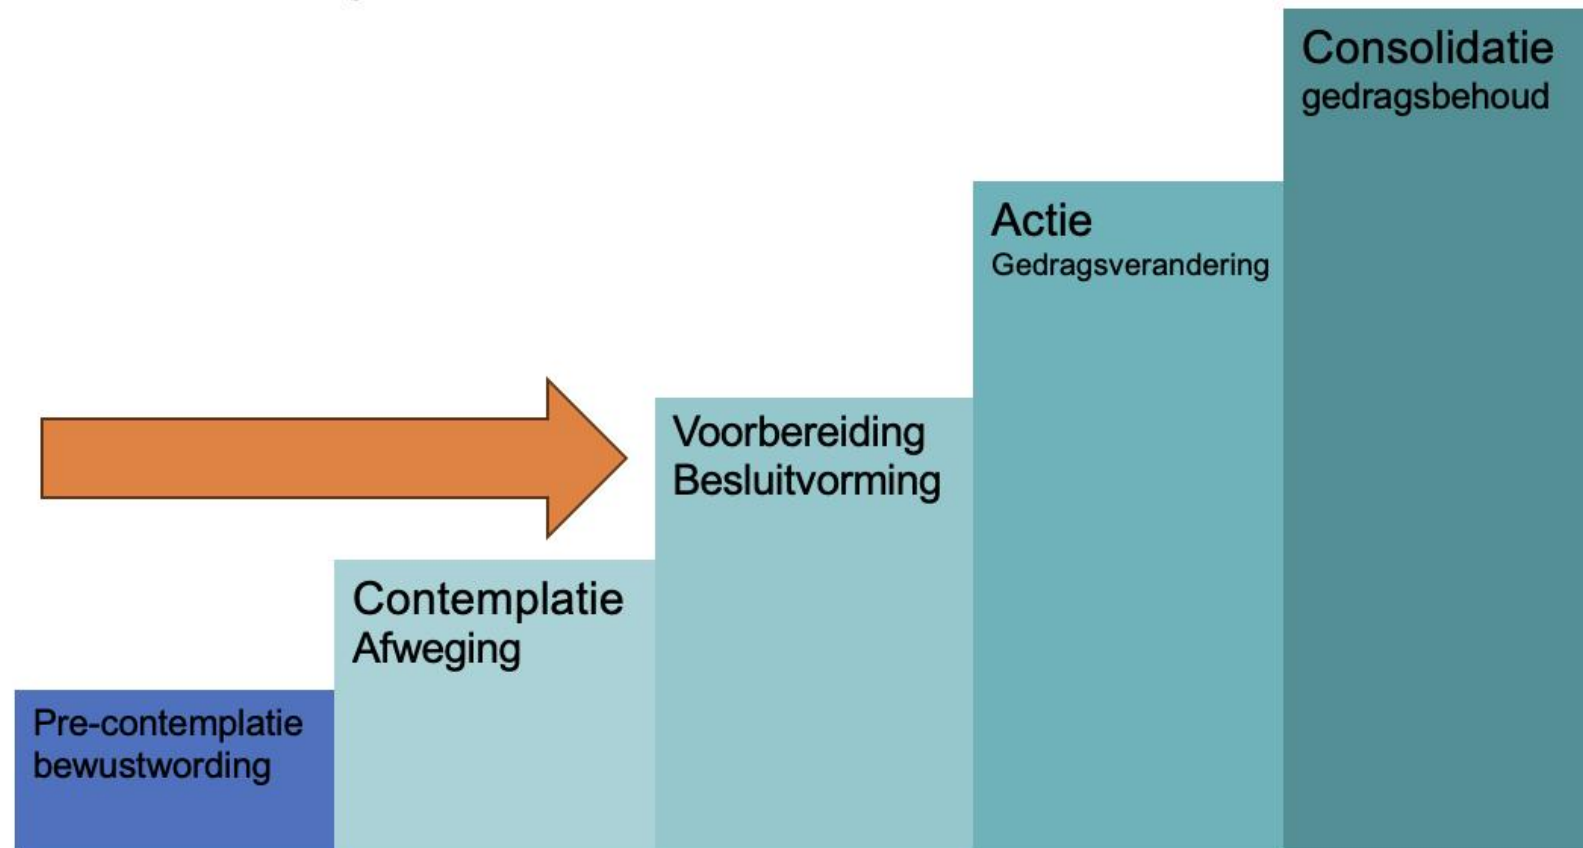 Pre-contemplatie
bewustwording
Contemplatie
Afweging
Voorbereiding
Besluitvorming
Actie
Gedragsverandering
Consolidatie
gedragsbehoud